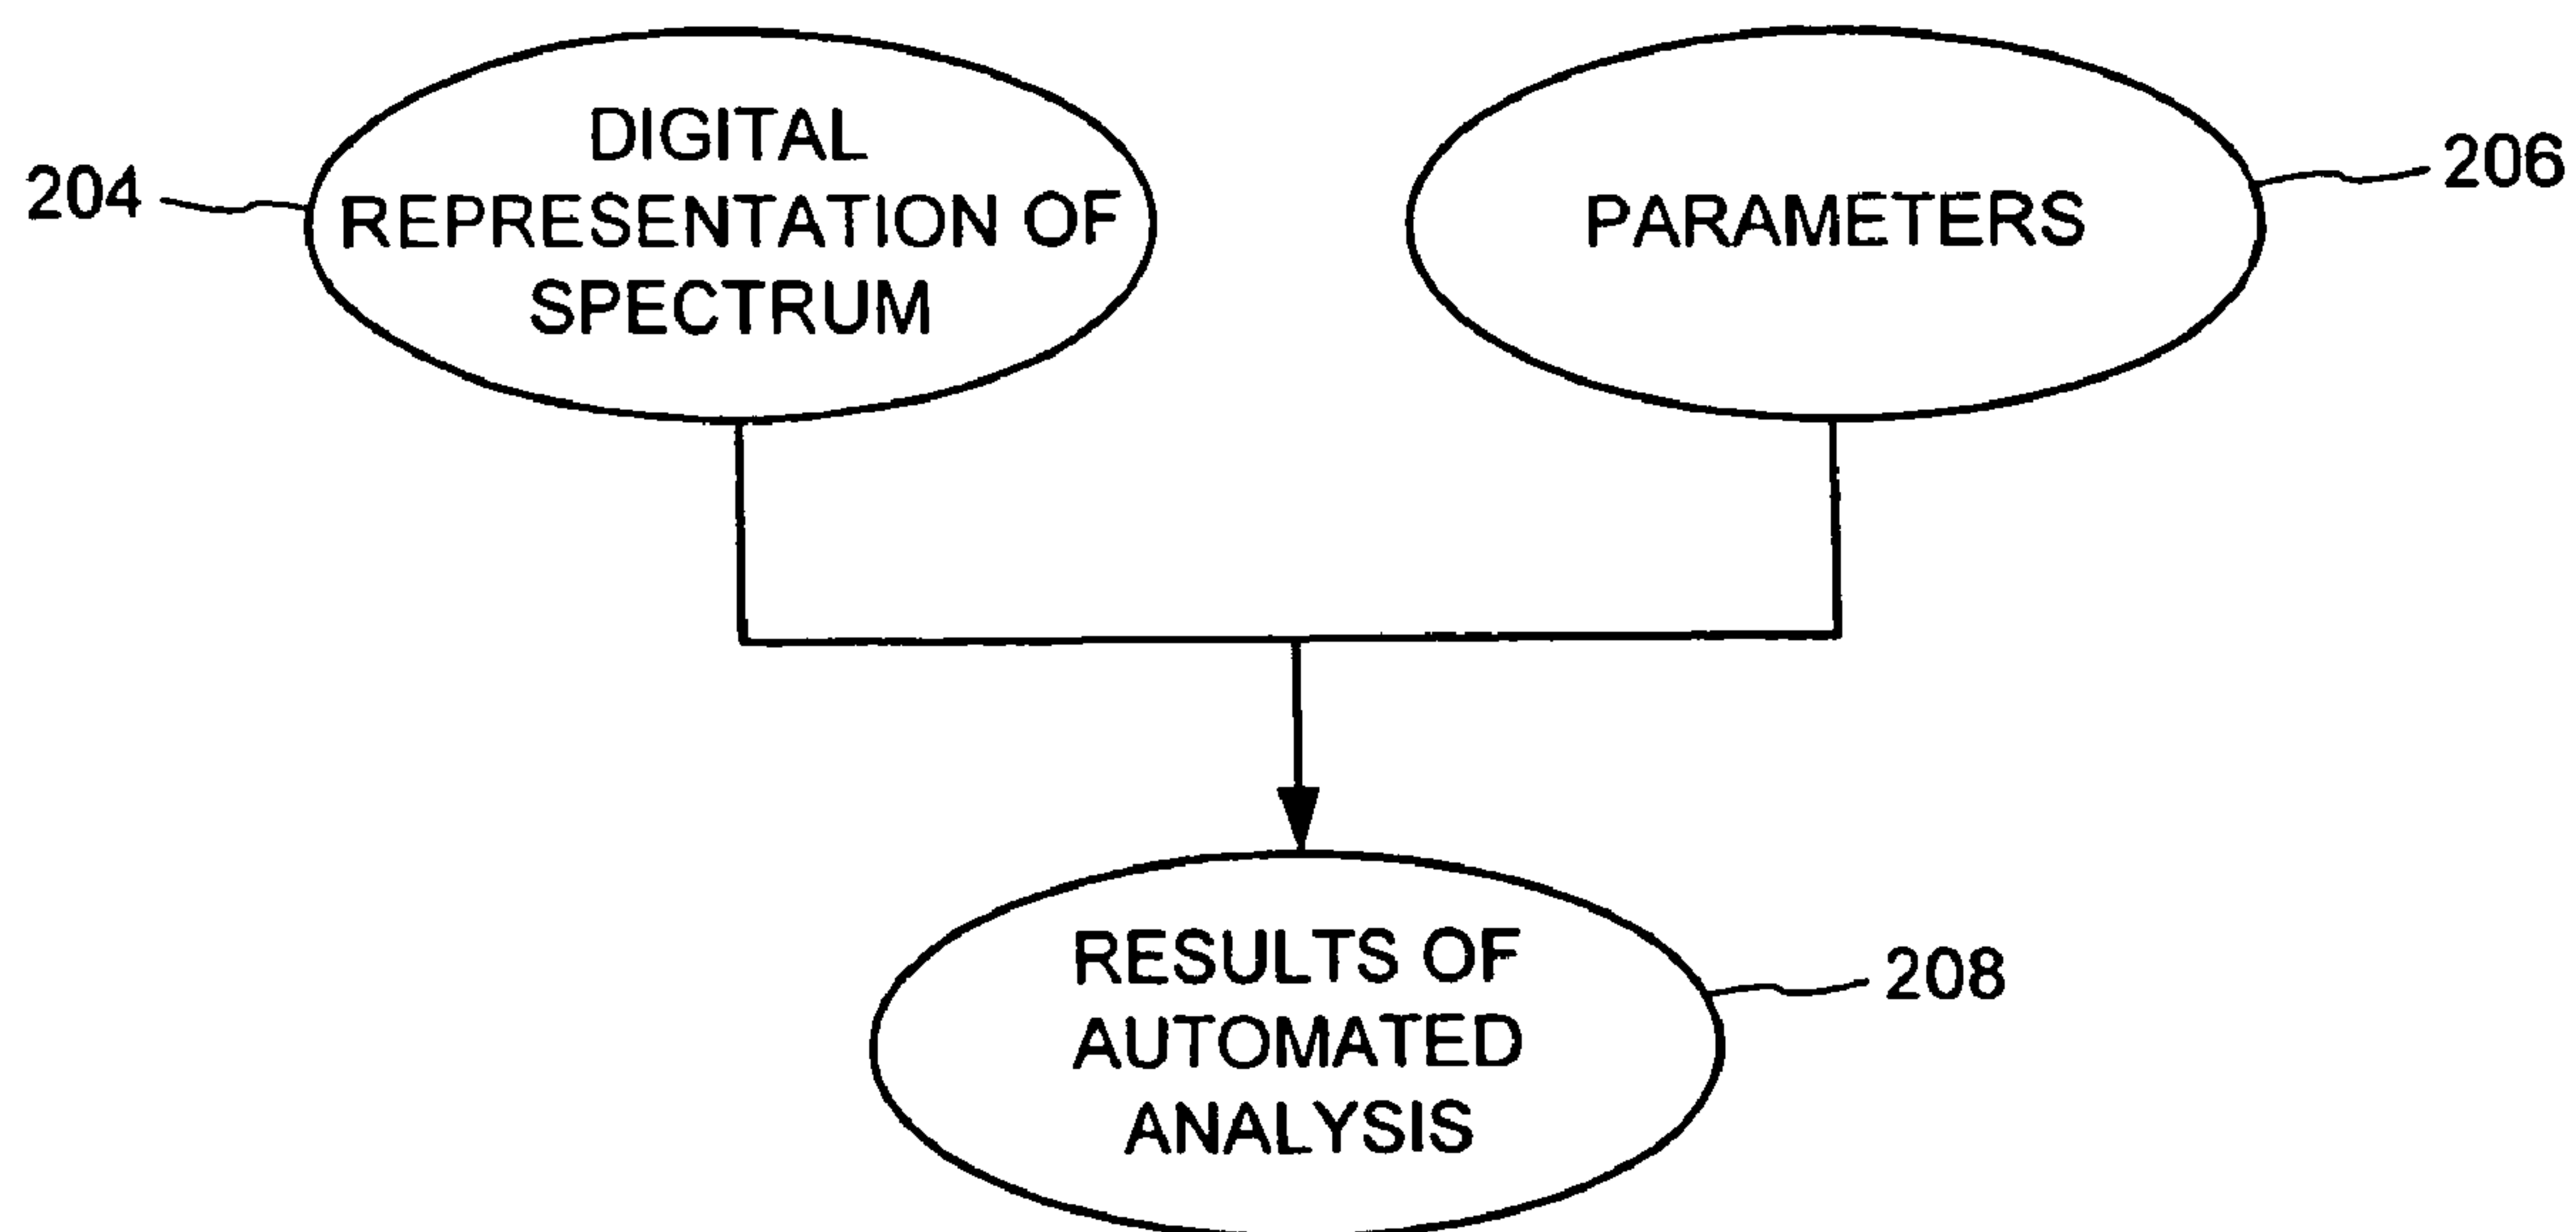 DIGITAL
REPRESENTATION OF
SPECTRUM
204
PARAMETERS
206
RESULTS OF
AUTOMATED
ANALYSIS
208